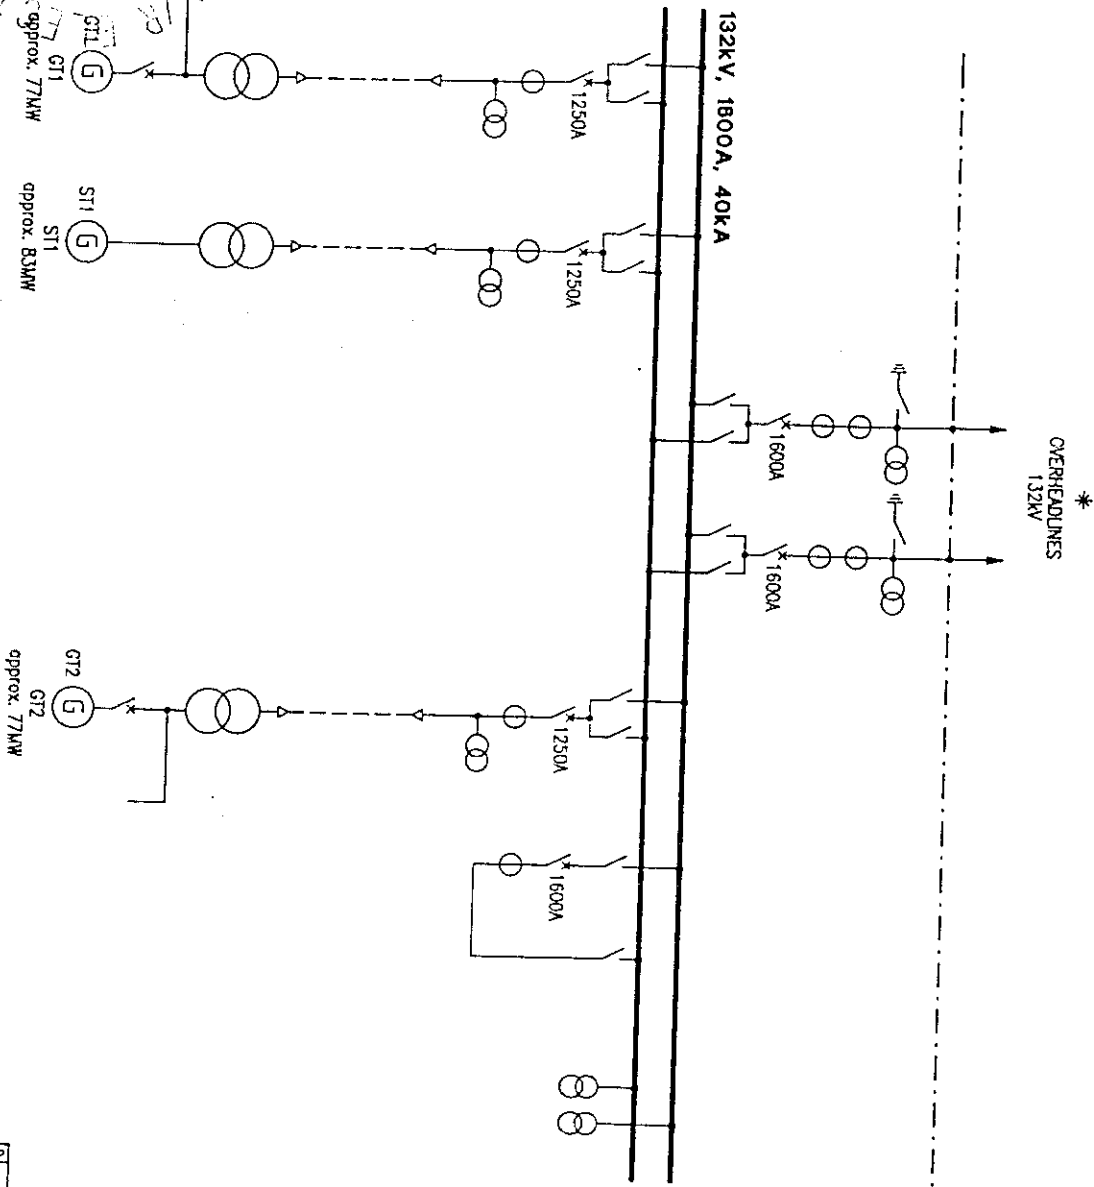 *
OVERHEADLINES
132kV
132kV, 1800A, 40kA
1600A
1600A
1250A
1250A
1250A
1600A
GT1
G
GT1
approx. 77MW
ST1
G
ST1
approx. 83MW
GT2
G
GT2
approx. 77MW